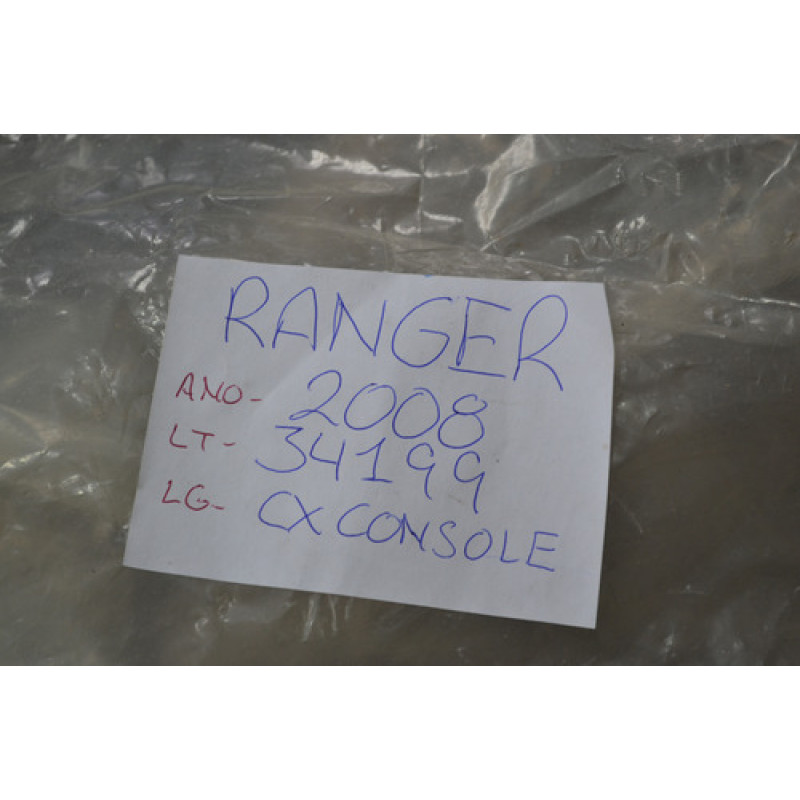 RANGER
ANO- 2008
LT- 34199
LG- CX CONSOLE